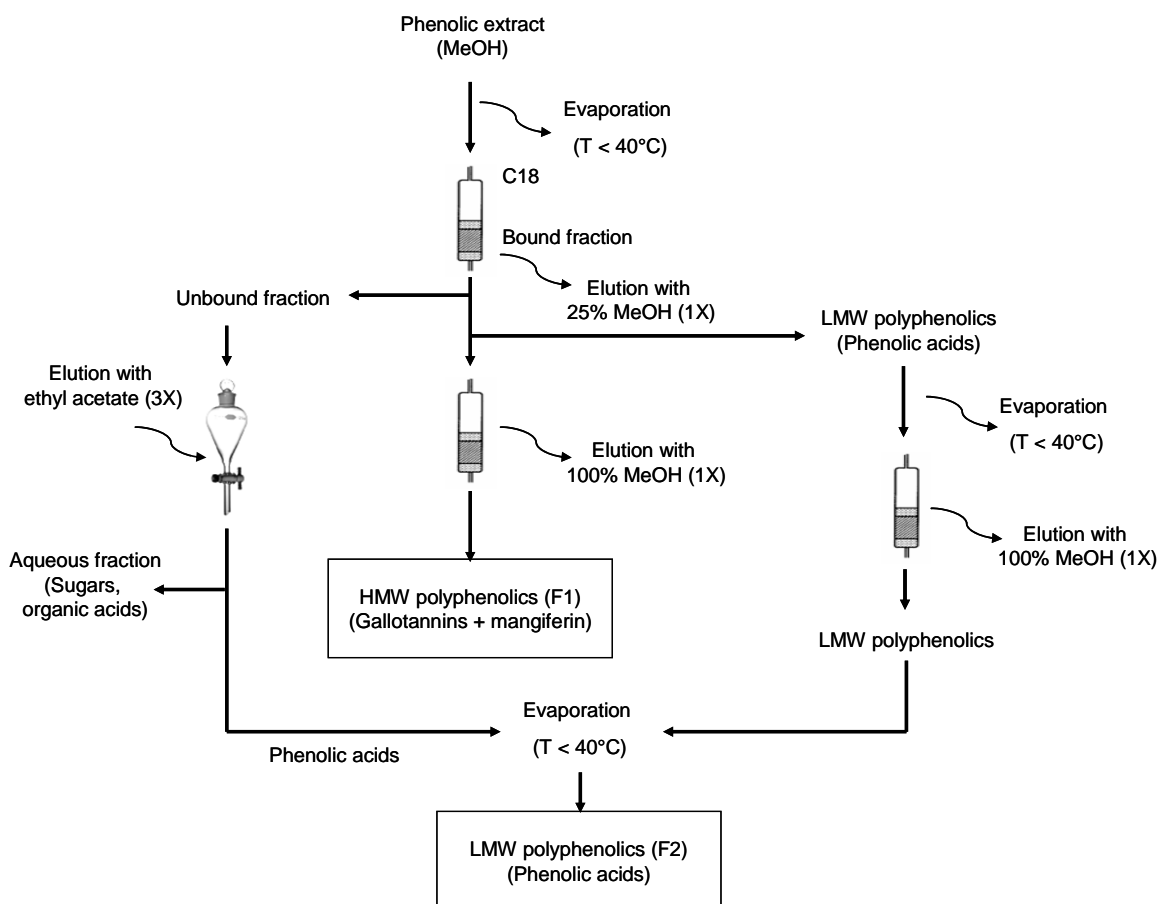 Phenolic extract
(MeOH)
Evaporation
(T < 40°C)
C18
Bound fraction
Elution with
25% MeOH (1X)
Unbound fraction
LMW polyphenolics
(Phenolic acids)
Elution with
ethyl acetate (3X)
Evaporation
(T < 40°C)
Elution with
100% MeOH (1X)
Elution with
100% MeOH (1X)
Aqueous fraction
(Sugars,
organic acids)
HMW polyphenolics (F1)
(Gallotannins + mangiferin)
LMW polyphenolics
Evaporation
(T < 40°C)
Phenolic acids
LMW polyphenolics (F2)
(Phenolic acids)